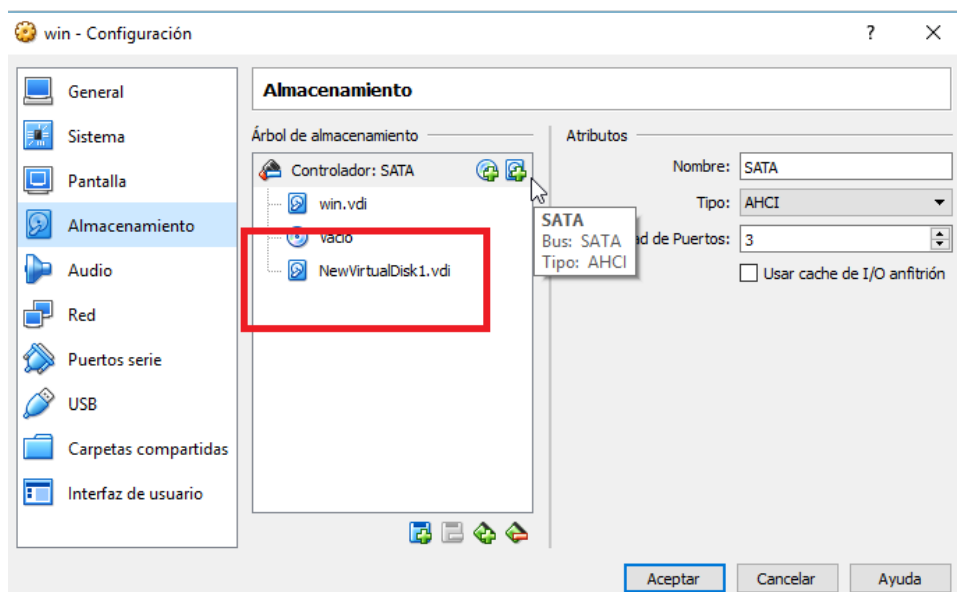 win - Configuración
?
General
Sistema
Pantalla
Almacenamiento
Audio
Red
Puertos serie
USB
Carpetas compartidas
Interfaz de usuario
Almacenamiento
Árbol de almacenamiento
Controlador: SATA
win.vdi
Vacío
NewVirtualDisk1.vdi
Atributos
Nombre: SATA
Tipo: AHCI
d de Puertos: 3
Usar cache de I/O anfitrión
SATA
Bus: SATA
Tipo: AHCI
Aceptar
Cancelar
Ayuda